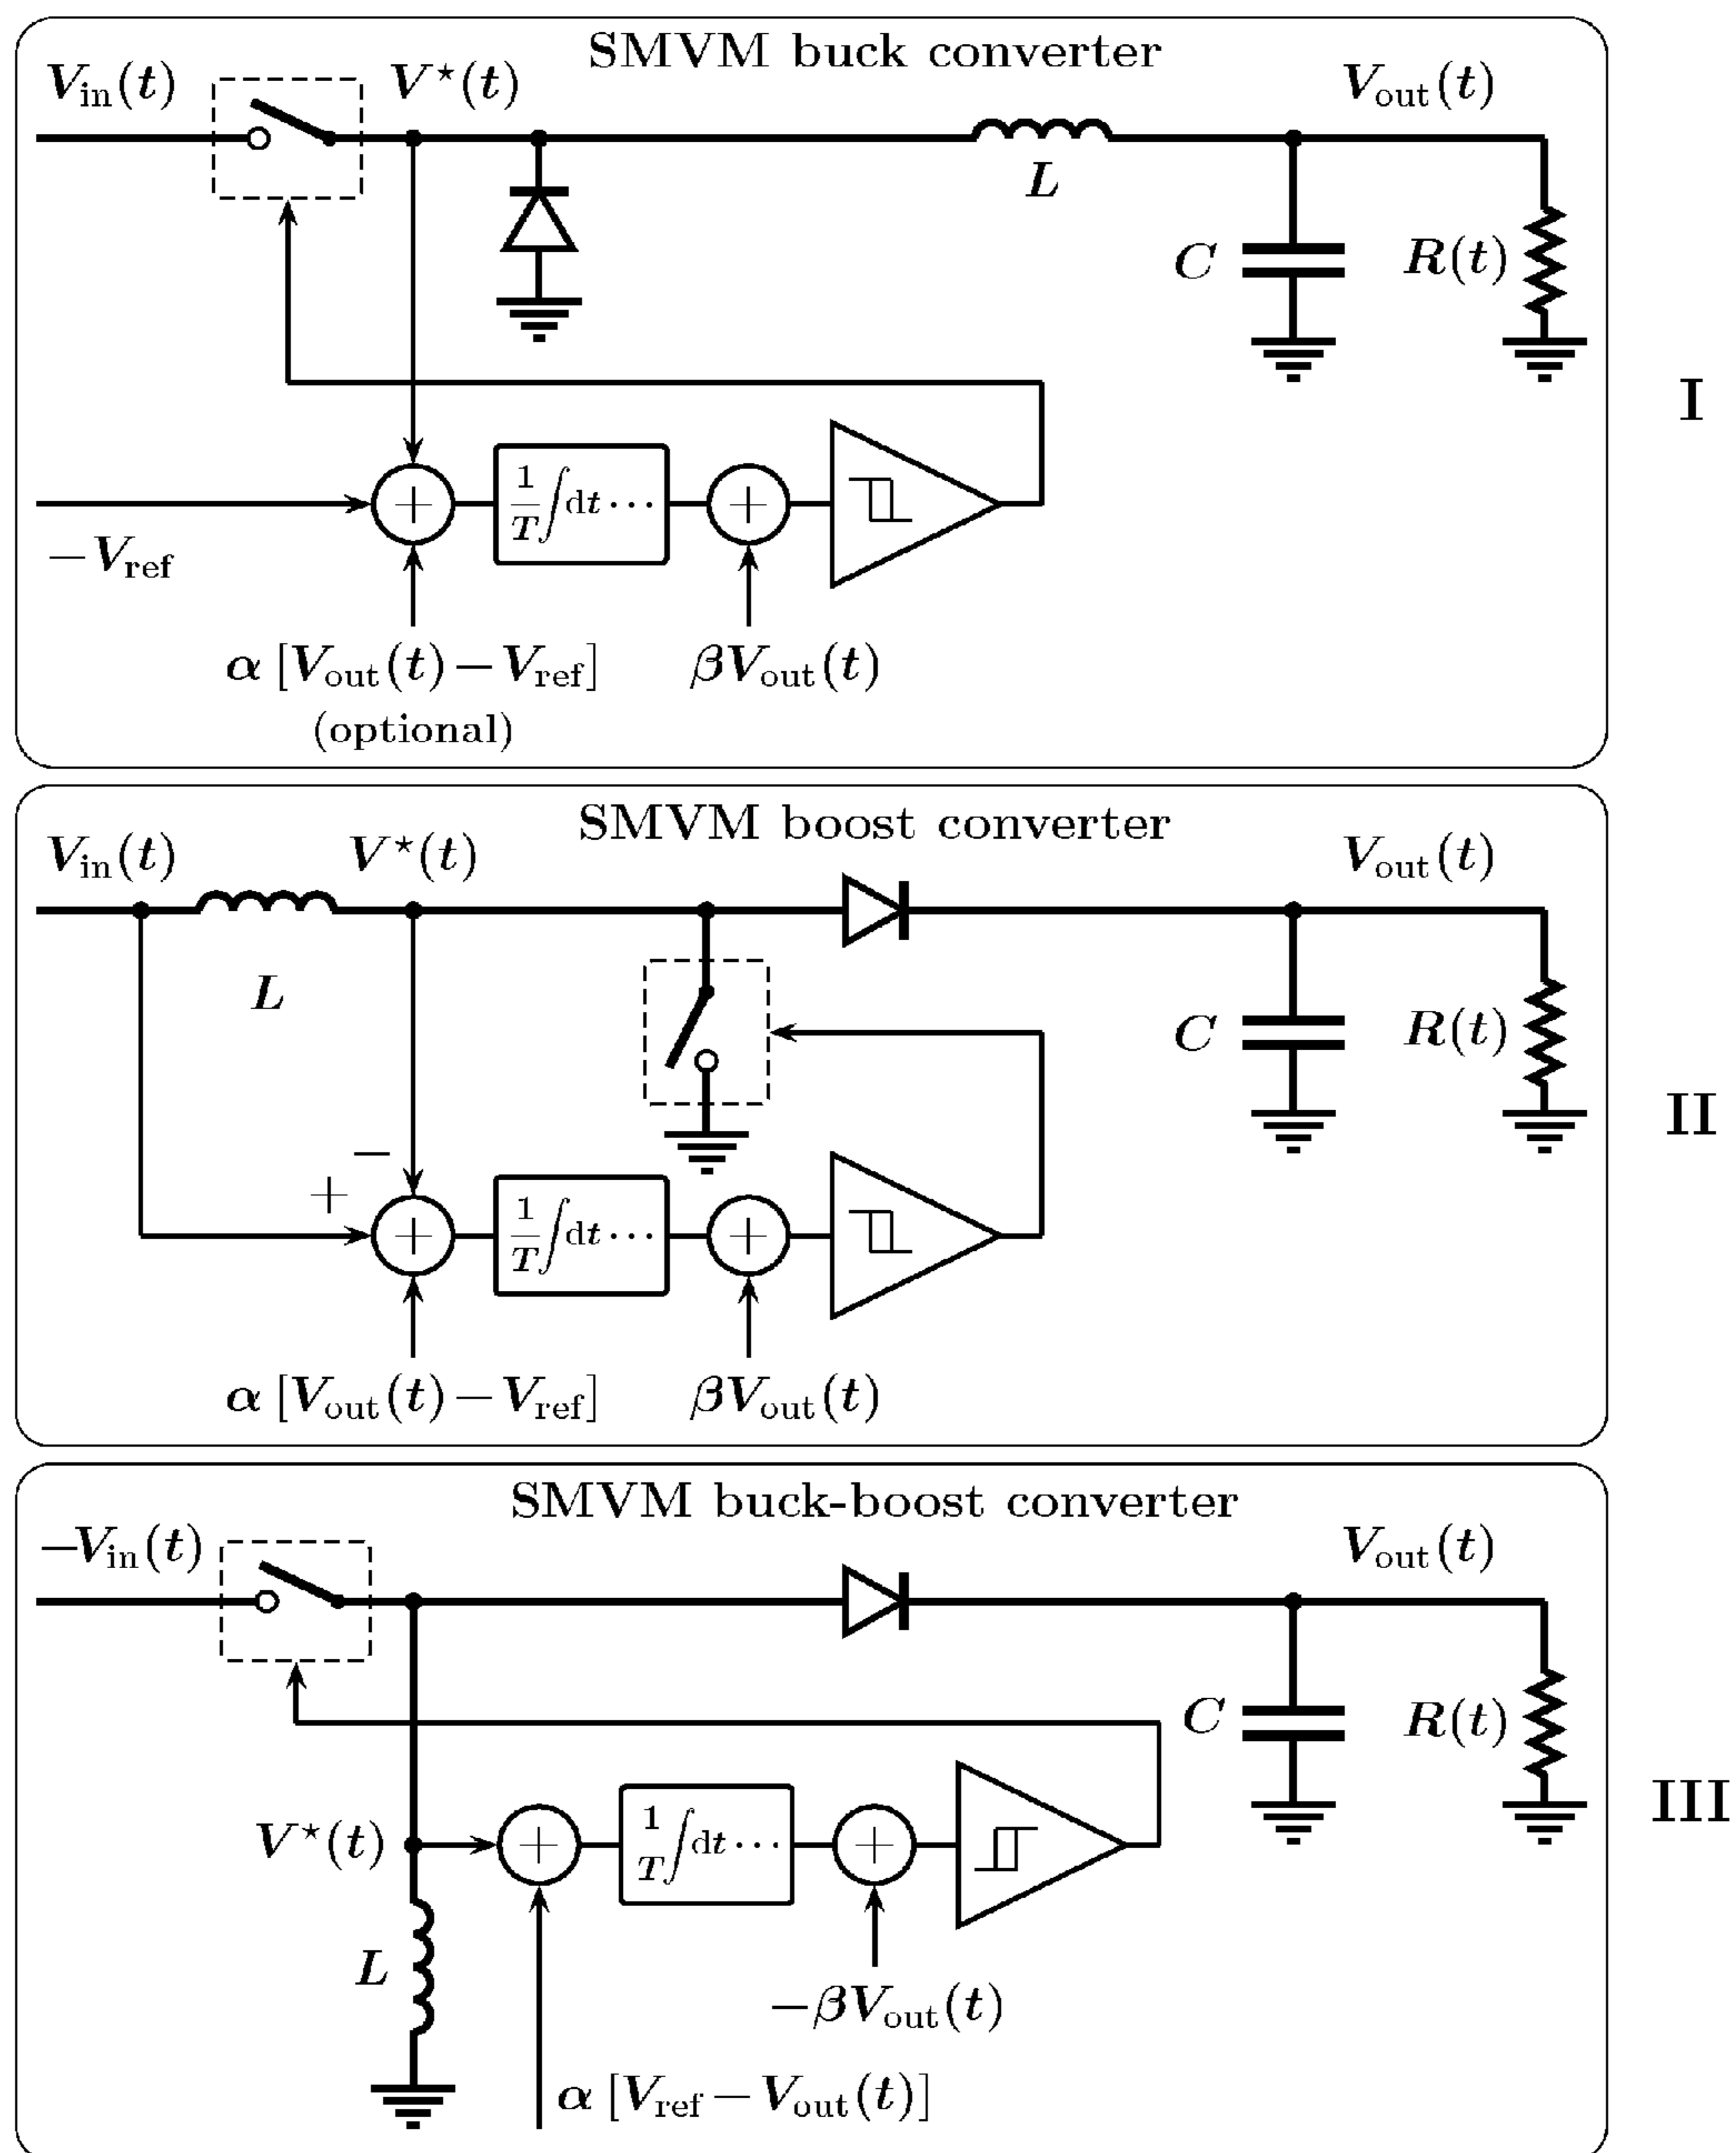 SMVM buck converter
V_in(t)
V*(t)
V_out(t)
L
C
R(t)
I
1/T ∫dt ···
+
+
−V_ref
α [V_out(t) − V_ref]
(optional)
βV_out(t)
SMVM boost converter
V_in(t)
V*(t)
V_out(t)
L
C
R(t)
II
−
+
+
1/T ∫dt ···
+
α [V_out(t) − V_ref]
βV_out(t)
SMVM buck-boost converter
−V_in(t)
V_out(t)
C
R(t)
III
V*(t)
+
1/T ∫dt ···
+
L
−βV_out(t)
α [V_ref − V_out(t)]